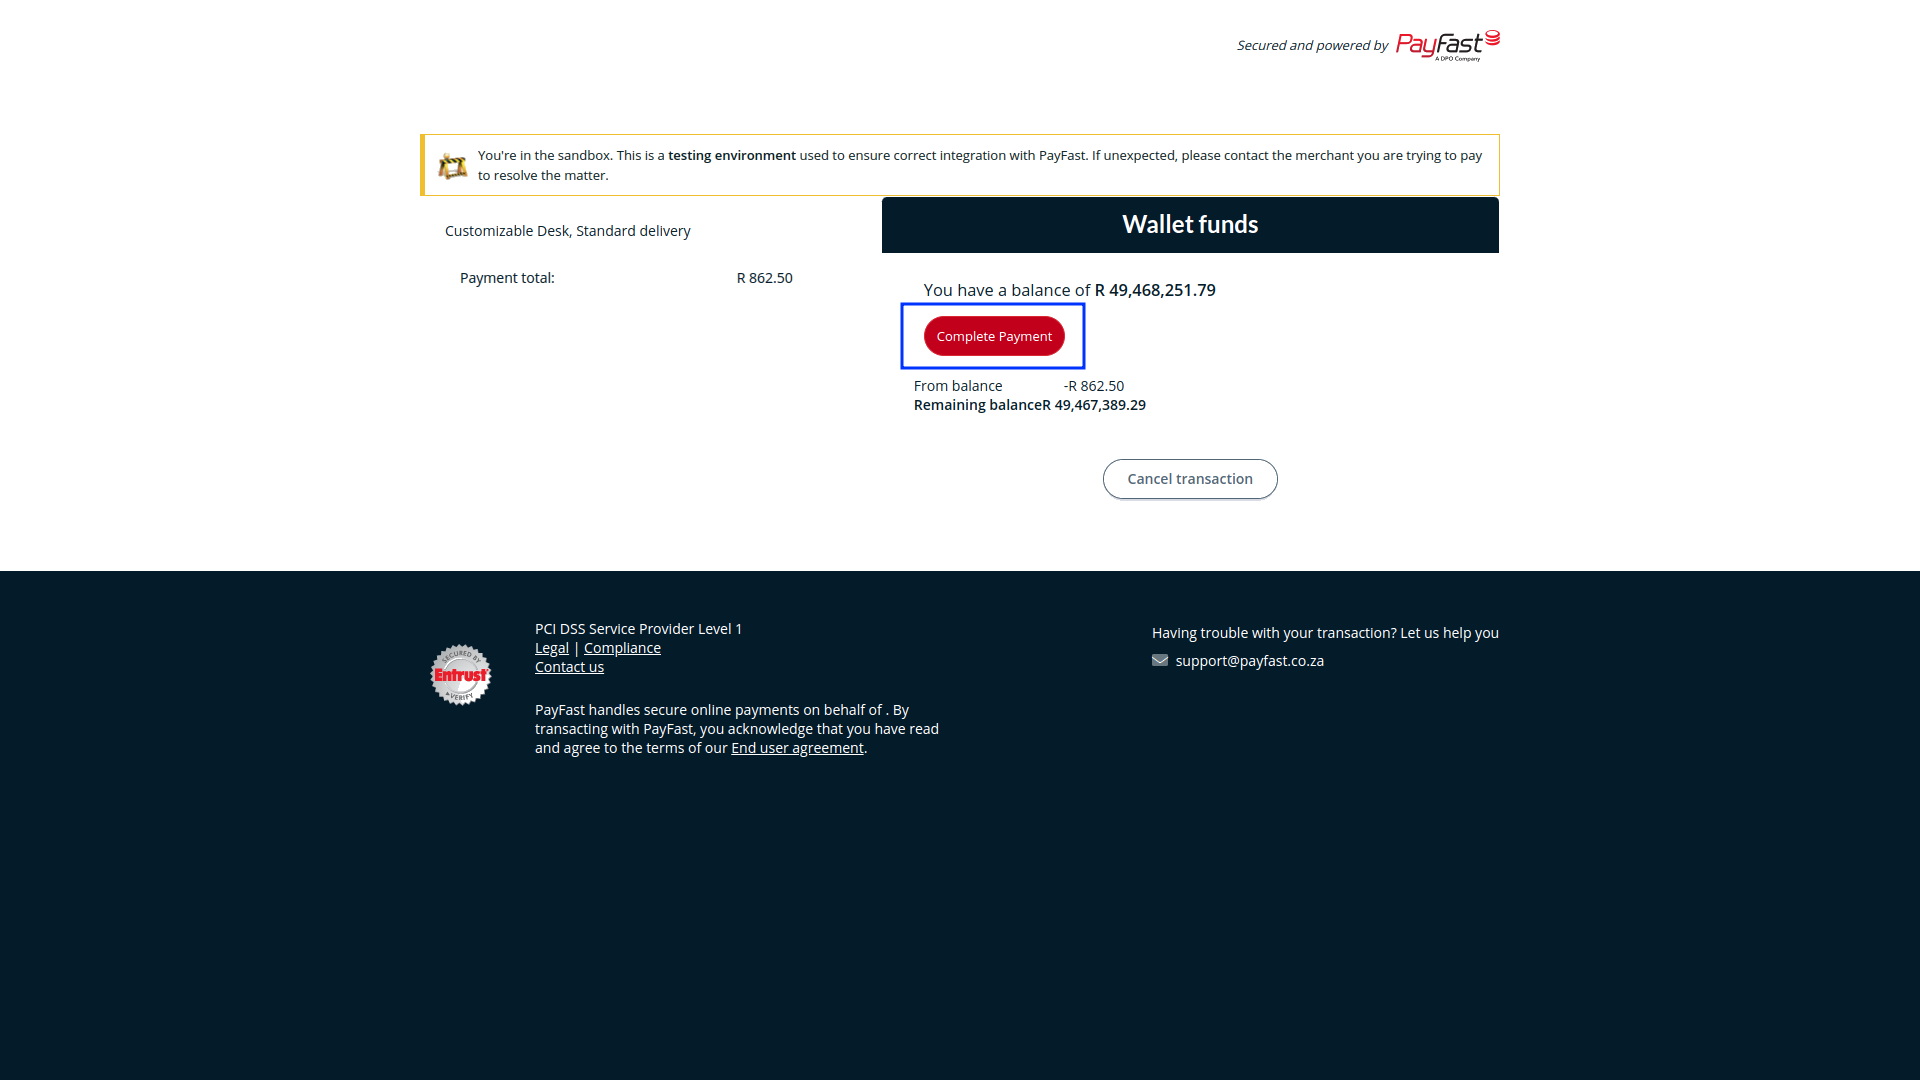 Secured and powered by PayFast
A DPO Company
You're in the sandbox. This is a testing environment used to ensure correct integration with PayFast. If unexpected, please contact the merchant you are trying to pay
to resolve the matter.
Customizable Desk, Standard delivery
Payment total: R 862.50
Wallet funds
You have a balance of R 49,468,251.79
Complete Payment
From balance -R 862.50
Remaining balanceR 49,467,389.29
Cancel transaction
SECURED BY
Entrust
VERIFY
PCI DSS Service Provider Level 1
Legal | Compliance
Contact us
PayFast handles secure online payments on behalf of . By
transacting with PayFast, you acknowledge that you have read
and agree to the terms of our End user agreement.
Having trouble with your transaction? Let us help you
support@payfast.co.za